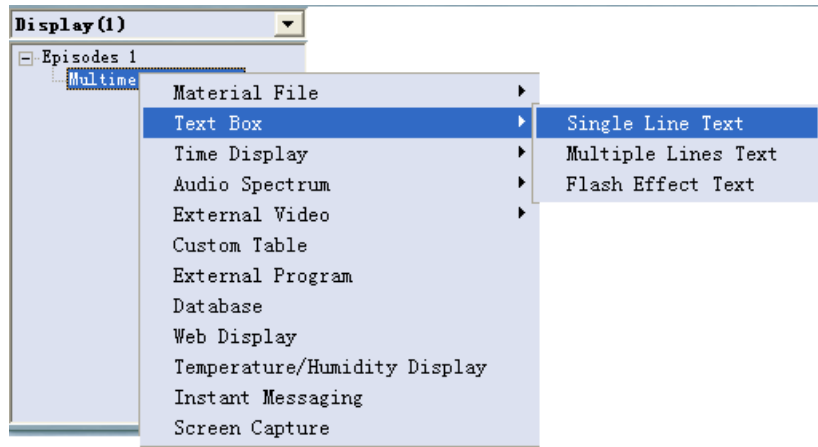 Display(1)
Episodes 1
Multime
Material File
Text Box
Time Display
Audio Spectrum
External Video
Custom Table
External Program
Database
Web Display
Temperature/Humidity Display
Instant Messaging
Screen Capture
Single Line Text
Multiple Lines Text
Flash Effect Text